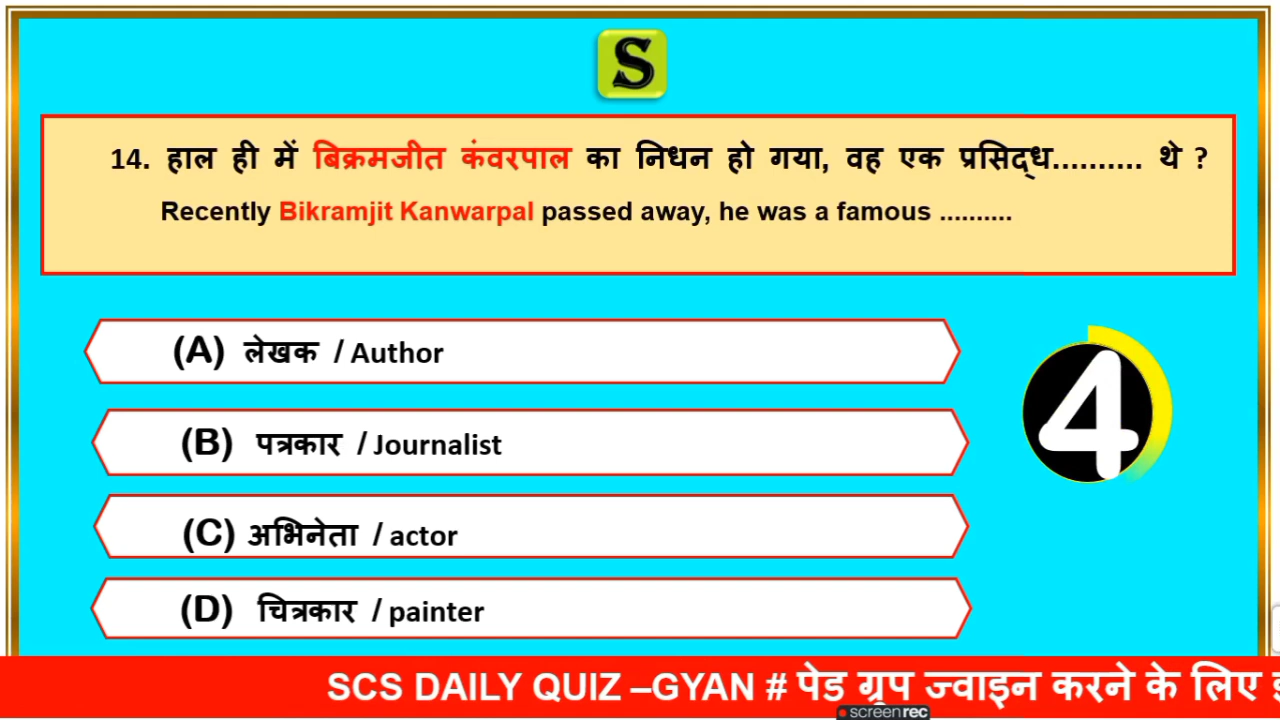 S
14. हाल ही में बिक्रमजीत कंवरपाल का निधन हो गया, वह एक प्रसिद्ध.......... थे ?
Recently Bikramjit Kanwarpal passed away, he was a famous ..........
(A) लेखक / Author
4
(B) पत्रकार / Journalist
(C) अभिनेता / actor
(D) चित्रकार / painter
SCS DAILY QUIZ –GYAN # पेड ग्रूप ज्वाइन करने के लिए
screenrec